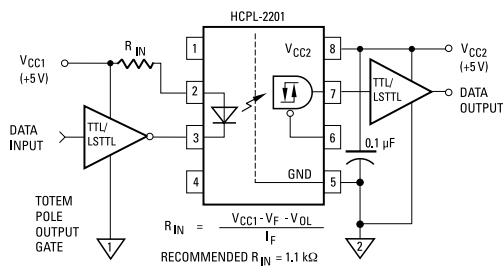 HCPL-2201
R IN
VCC1
(+5 V)
1
2
3
4
VCC2
8
7
6
5
GND
VCC2
(+5 V)
TTL/
LSTTL
DATA
INPUT
TTL/
LSTTL
DATA
OUTPUT
0.1 µF
TOTEM
POLE
OUTPUT
GATE
1
2
R IN = VCC1 - VF - VOL
IF
RECOMMENDED R IN = 1.1 kΩ